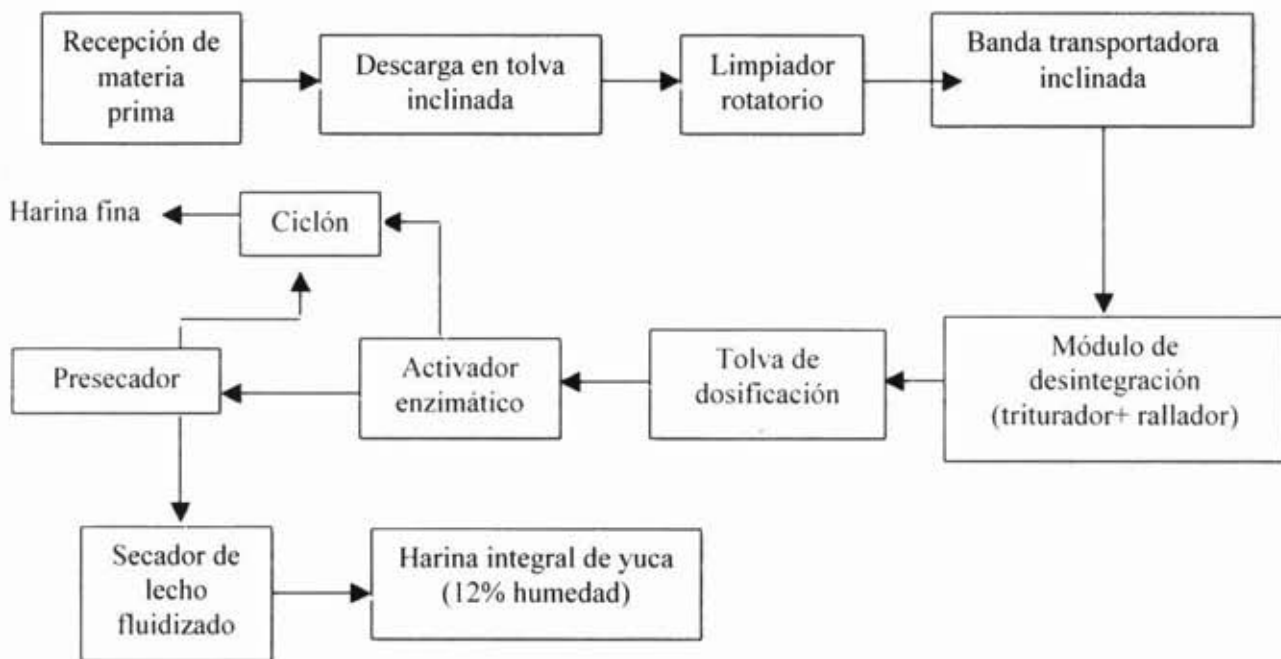 Recepción de
materia
prima
Descarga en tolva
inclinada
Limpiador
rotatorio
Banda transportadora
inclinada
Harina fina
Ciclón
Presecador
Activador
enzimático
Tolva de
dosificación
Módulo de
desintegración
(triturador+ rallador)
Secador de
lecho
fluidizado
Harina integral de yuca
(12% humedad)